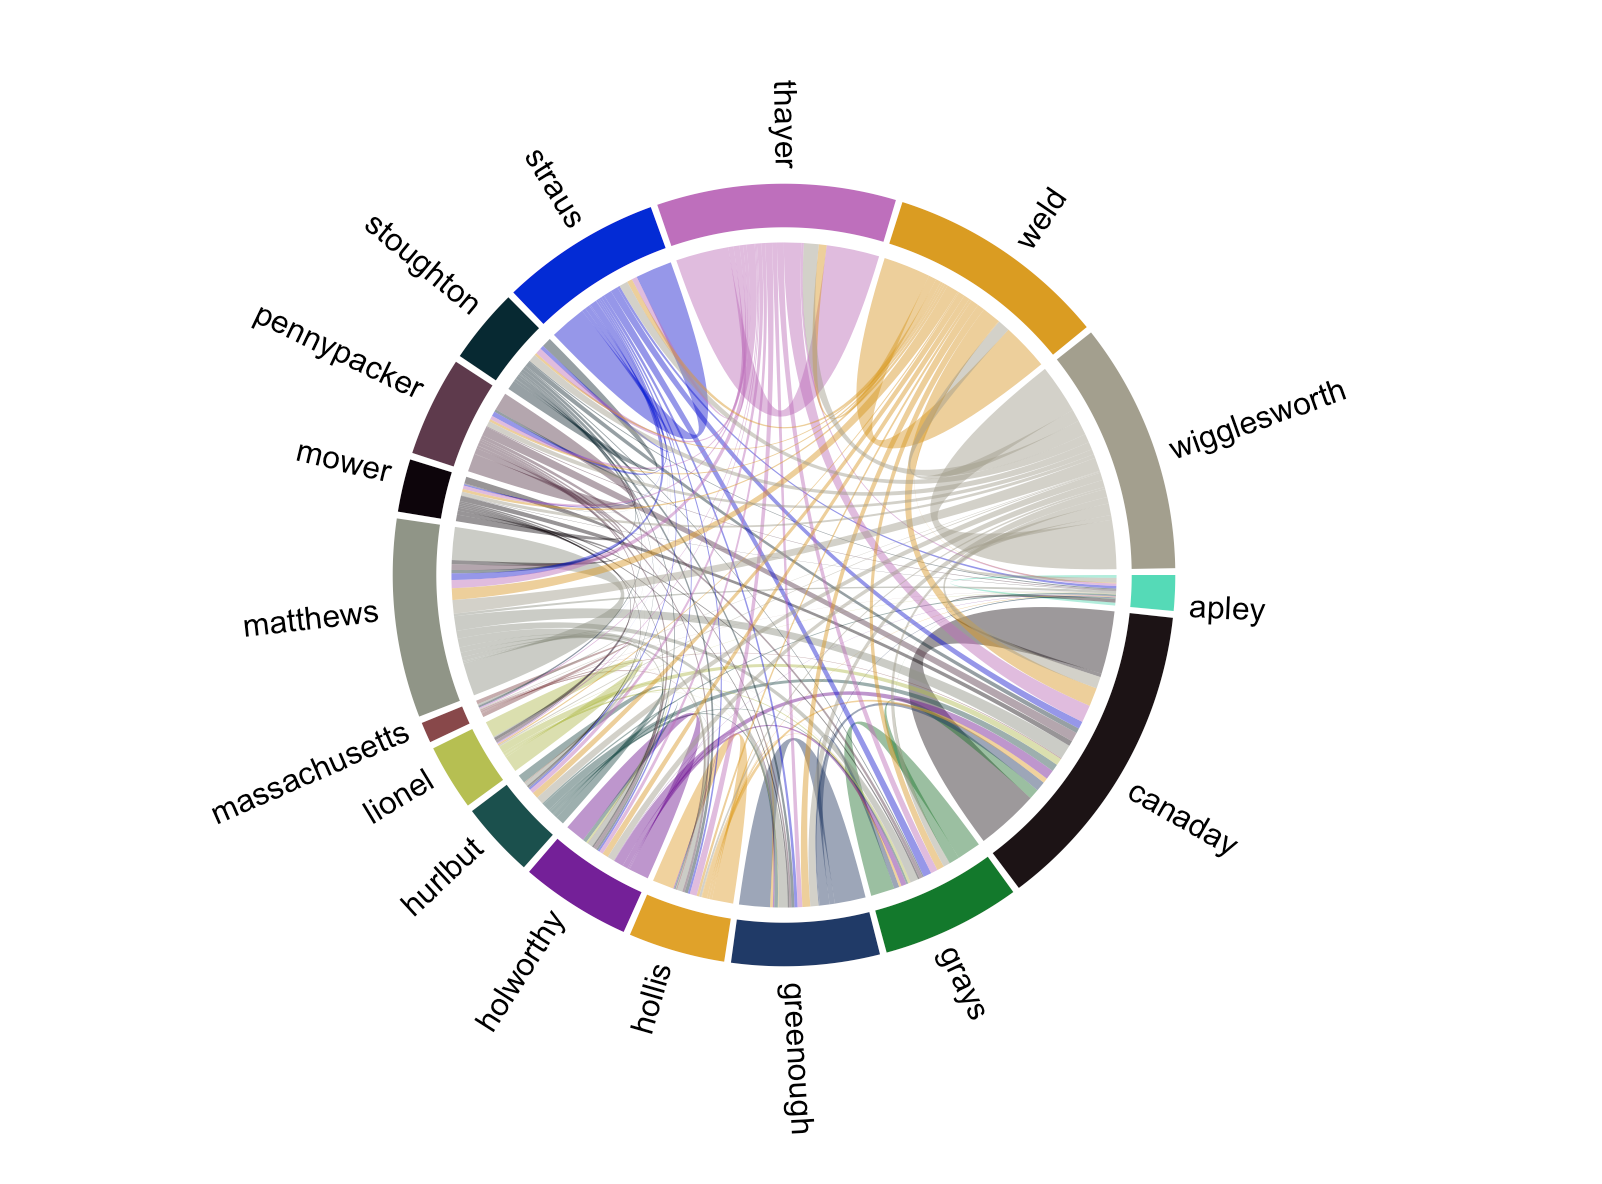 thayer
weld
wigglesworth
apley
canaday
grays
greenough
hollis
holworthy
hurlbut
lionel
massachusetts
matthews
mower
pennypacker
stoughton
straus